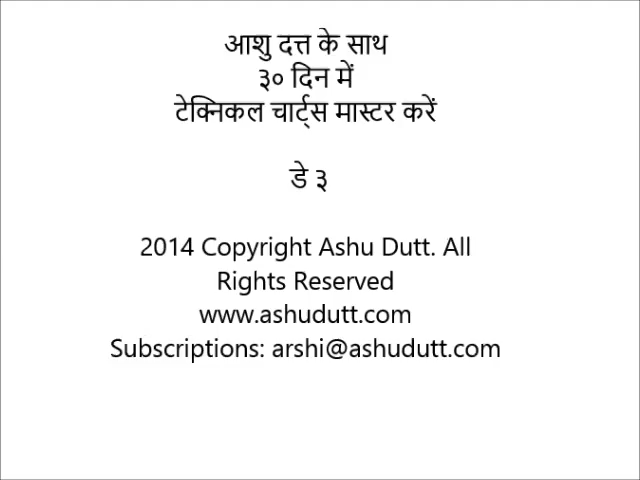 आशु दत्त के साथ
३० दिन में
टेक्निकल चार्ट्स मास्टर करें
डे ३
2014 Copyright Ashu Dutt. All
Rights Reserved
www.ashudutt.com
Subscriptions: arshi@ashudutt.com